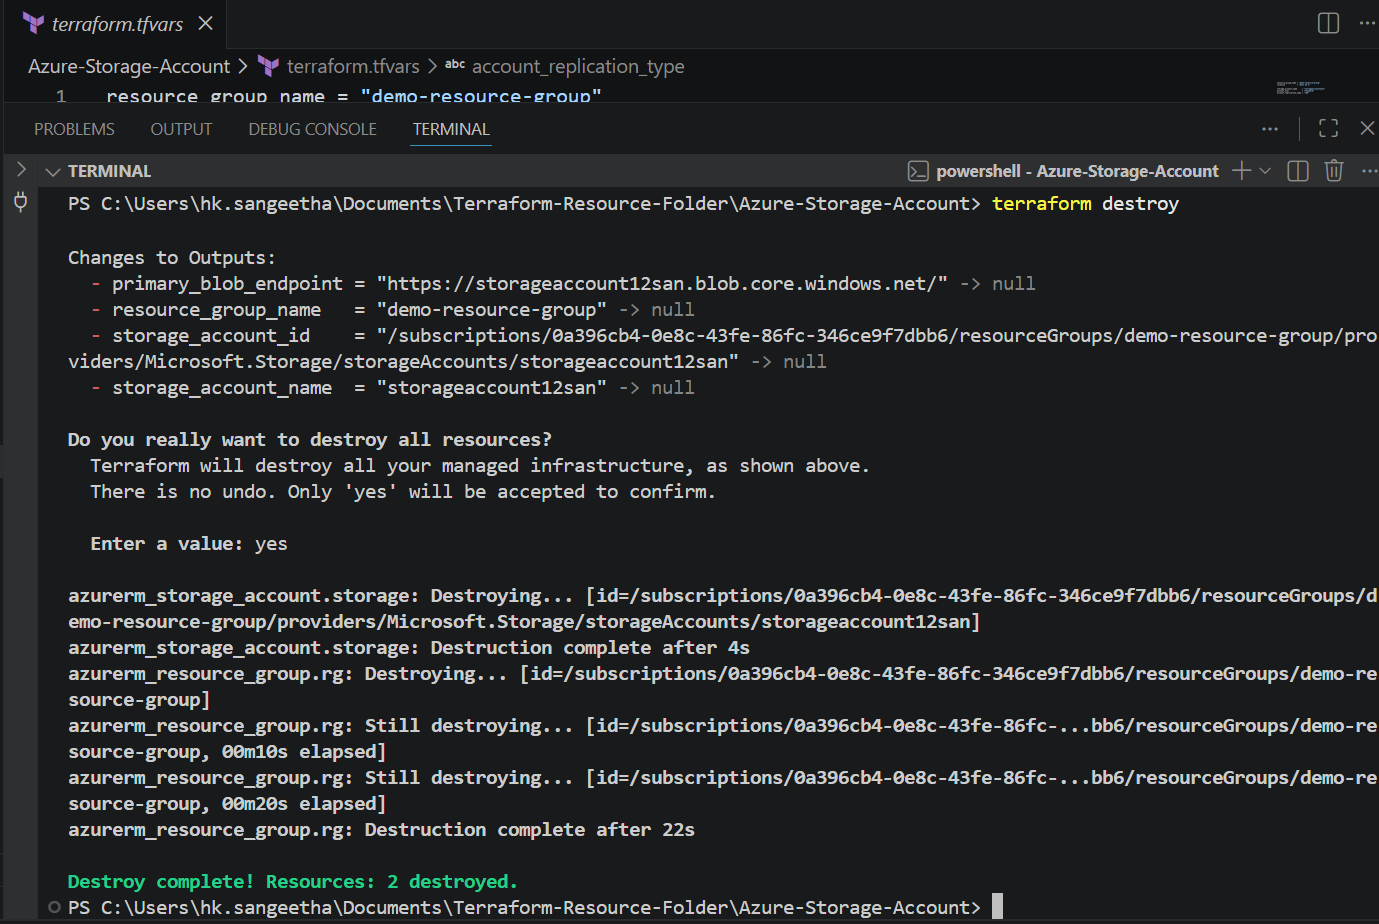 terraform.tfvars
Azure-Storage-Account > terraform.tfvars > abc account_replication_type
1 resource_group_name = "demo-resource-group"
PROBLEMS OUTPUT DEBUG CONSOLE TERMINAL
TERMINAL powershell - Azure-Storage-Account
PS C:\Users\hk.sangeetha\Documents\Terraform-Resource-Folder\Azure-Storage-Account> terraform destroy
Changes to Outputs:
- primary_blob_endpoint = "https://storageaccount12san.blob.core.windows.net/" -> null
- resource_group_name = "demo-resource-group" -> null
- storage_account_id = "/subscriptions/0a396cb4-0e8c-43fe-86fc-346ce9f7dbb6/resourceGroups/demo-resource-group/pro
viders/Microsoft.Storage/storageAccounts/storageaccount12san" -> null
- storage_account_name = "storageaccount12san" -> null
Do you really want to destroy all resources?
Terraform will destroy all your managed infrastructure, as shown above.
There is no undo. Only 'yes' will be accepted to confirm.
Enter a value: yes
azurerm_storage_account.storage: Destroying... [id=/subscriptions/0a396cb4-0e8c-43fe-86fc-346ce9f7dbb6/resourceGroups/d
emo-resource-group/providers/Microsoft.Storage/storageAccounts/storageaccount12san]
azurerm_storage_account.storage: Destruction complete after 4s
azurerm_resource_group.rg: Destroying... [id=/subscriptions/0a396cb4-0e8c-43fe-86fc-346ce9f7dbb6/resourceGroups/demo-re
source-group]
azurerm_resource_group.rg: Still destroying... [id=/subscriptions/0a396cb4-0e8c-43fe-86fc-...bb6/resourceGroups/demo-re
source-group, 00m10s elapsed]
azurerm_resource_group.rg: Still destroying... [id=/subscriptions/0a396cb4-0e8c-43fe-86fc-...bb6/resourceGroups/demo-re
source-group, 00m20s elapsed]
azurerm_resource_group.rg: Destruction complete after 22s
Destroy complete! Resources: 2 destroyed.
PS C:\Users\hk.sangeetha\Documents\Terraform-Resource-Folder\Azure-Storage-Account>